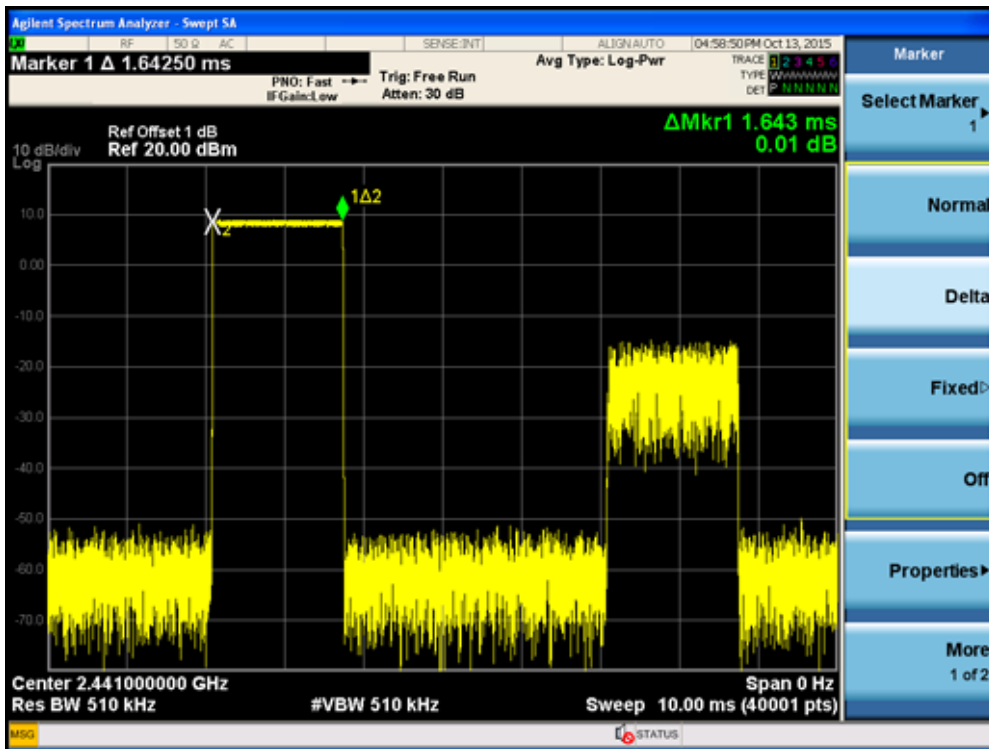 Agilent Spectrum Analyzer - Swept SA
RF 50 Ω AC SENSE:INT ALIGN AUTO 04:58:50 PM Oct 13, 2015
Marker 1 Δ 1.64250 ms
PNO: Fast
IFGain:Low
Trig: Free Run
Atten: 30 dB
Avg Type: Log-Pwr
TRACE 1 2 3 4 5 6
TYPE W
DET P N N N N N
ΔMkr1 1.643 ms
0.01 dB
Ref Offset 1 dB
10 dB/div Ref 20.00 dBm
Log
10.0
0.00
-10.0
-20.0
-30.0
-40.0
-50.0
-60.0
-70.0
1Δ2
2
Center 2.441000000 GHz Span 0 Hz
Res BW 510 kHz #VBW 510 kHz Sweep 10.00 ms (40001 pts)
MSG STATUS
Marker
Select Marker
1
Normal
Delta
Fixed
Off
Properties
More
1 of 2